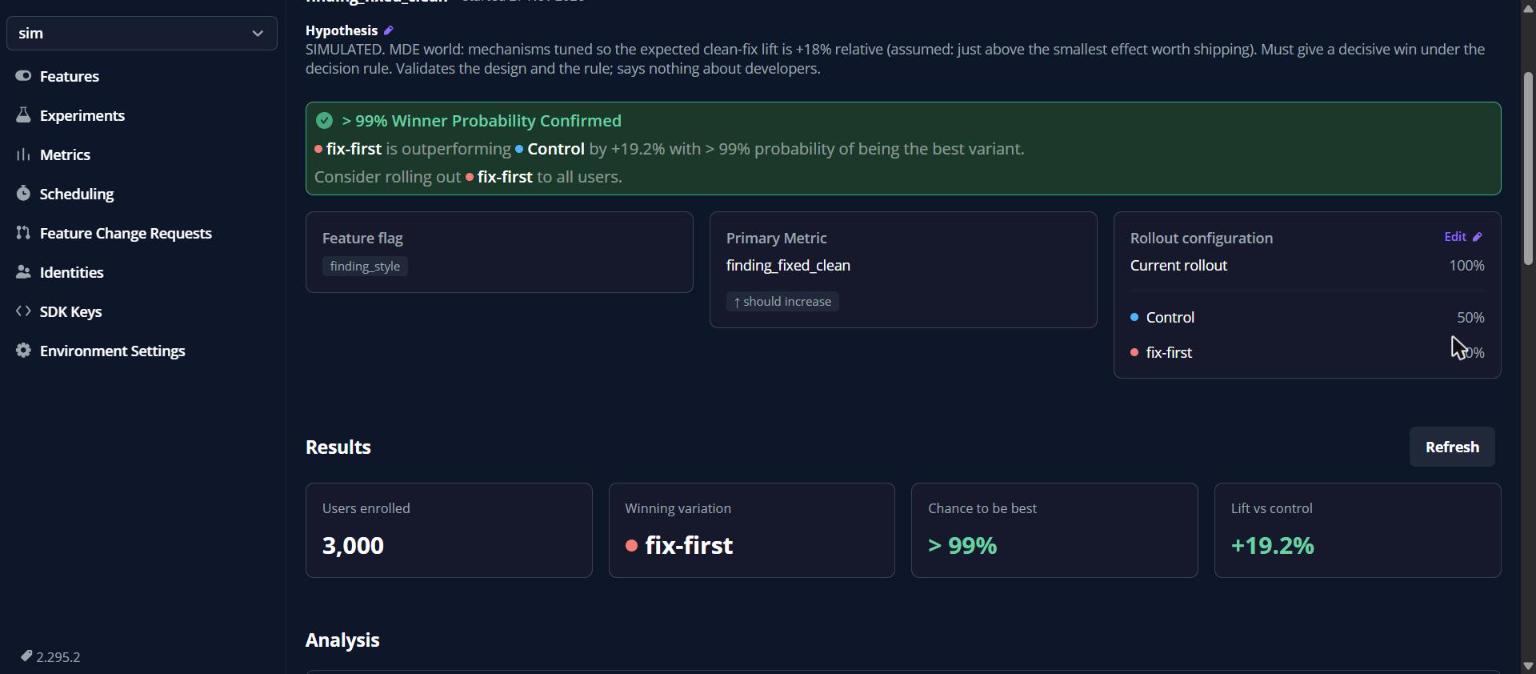 sim
Features
Experiments
Metrics
Scheduling
Feature Change Requests
Identities
SDK Keys
Environment Settings
2.295.2
Hypothesis
SIMULATED. MDE world: mechanisms tuned so the expected clean-fix lift is +18% relative (assumed: just above the smallest effect worth shipping). Must give a decisive win under the
decision rule. Validates the design and the rule; says nothing about developers.
> 99% Winner Probability Confirmed
fix-first is outperforming Control by +19.2% with > 99% probability of being the best variant.
Consider rolling out fix-first to all users.
Feature flag
finding_style
Primary Metric
finding_fixed_clean
↑ should increase
Rollout configuration
Edit
Current rollout 100%
Control 50%
fix-first
Results
Refresh
Users enrolled
3,000
Winning variation
fix-first
Chance to be best
> 99%
Lift vs control
+19.2%
Analysis